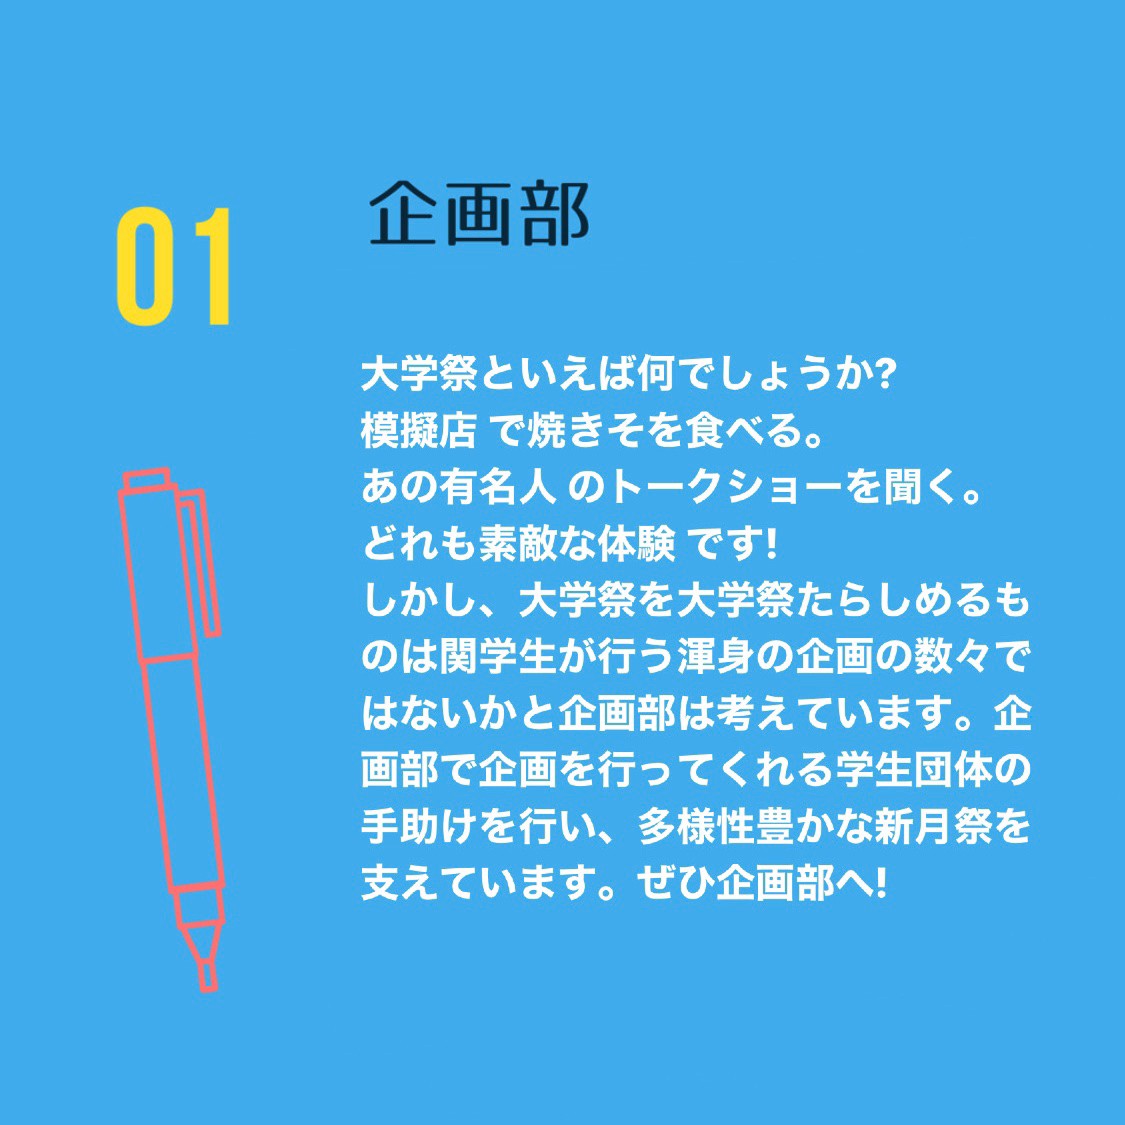 01
企画部
大学祭といえば何でしょうか?
模擬店 で焼きそを食べる。
あの有名人 のトークショーを聞く。
どれも素敵な体験 です!
しかし、大学祭を大学祭たらしめるも
のは関学生が行う渾身の企画の数々で
はないかと企画部は考えています。企
画部で企画を行ってくれる学生団体の
手助けを行い、多様性豊かな新月祭を
支えています。ぜひ企画部へ!